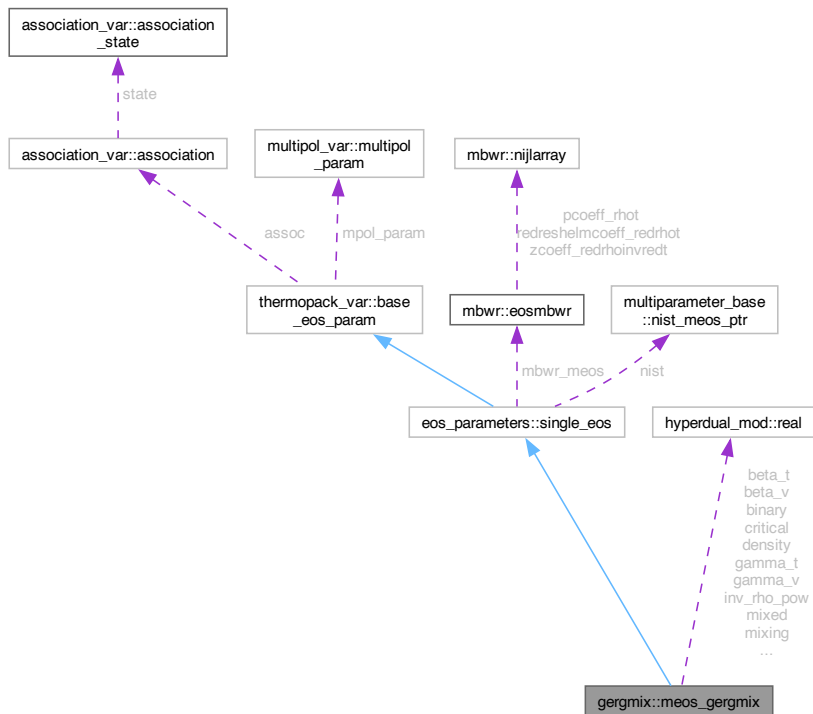 association_var::association
_state
state
association_var::association
multipol_var::multipol
_param
mbwr::nijlarray
assoc
mpol_param
pcoeff_rhot
redreshelmcoeff_redrhot
zcoeff_redrhoinvredt
thermopack_var::base
_eos_param
mbwr::eosmbwr
multiparameter_base
::nist_meos_ptr
mbwr_meos
nist
eos_parameters::single_eos
hyperdual_mod::real
beta_t
beta_v
binary
critical
density
gamma_t
gamma_v
inv_rho_pow
mixed
mixing
...
gergmix::meos_gergmix